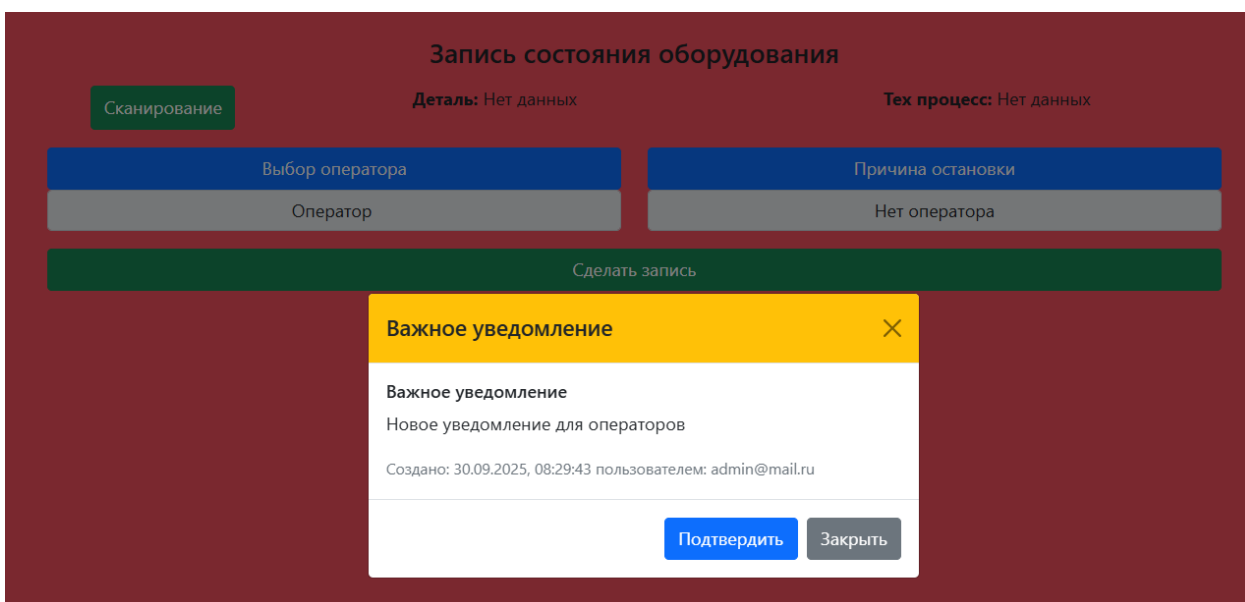 Запись состояния оборудования
Сканирование
Деталь: Нет данных
Тех процесс: Нет данных
Выбор оператора
Причина остановки
Оператор
Нет оператора
Сделать запись
Важное уведомление
Важное уведомление
Новое уведомление для операторов
Создано: 30.09.2025, 08:29:43 пользователем: admin@mail.ru
Подтвердить
Закрыть